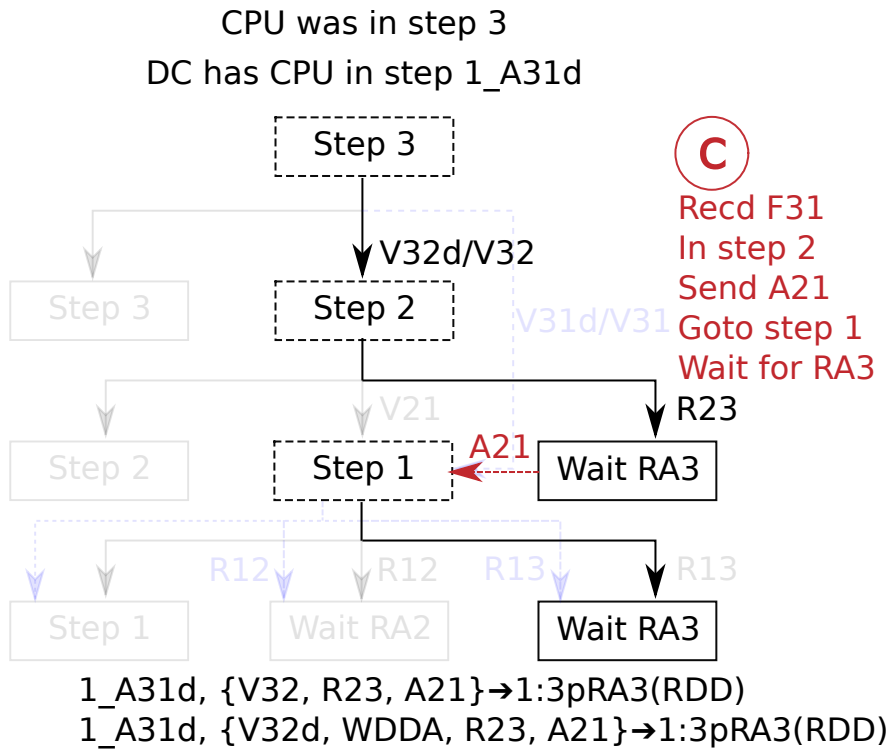 CPU was in step 3
DC has CPU in step 1_A31d
Step 3
C
Recd F31
In step 2
Send A21
Goto step 1
Wait for RA3
V32d/V32
Step 3
Step 2
V31d/V31
V21
R23
Step 2
Step 1
A21
Wait RA3
R12
R12
R13
R13
Step 1
Wait RA2
Wait RA3
1_A31d, {V32, R23, A21}➔1:3pRA3(RDD)
1_A31d, {V32d, WDDA, R23, A21}➔1:3pRA3(RDD)